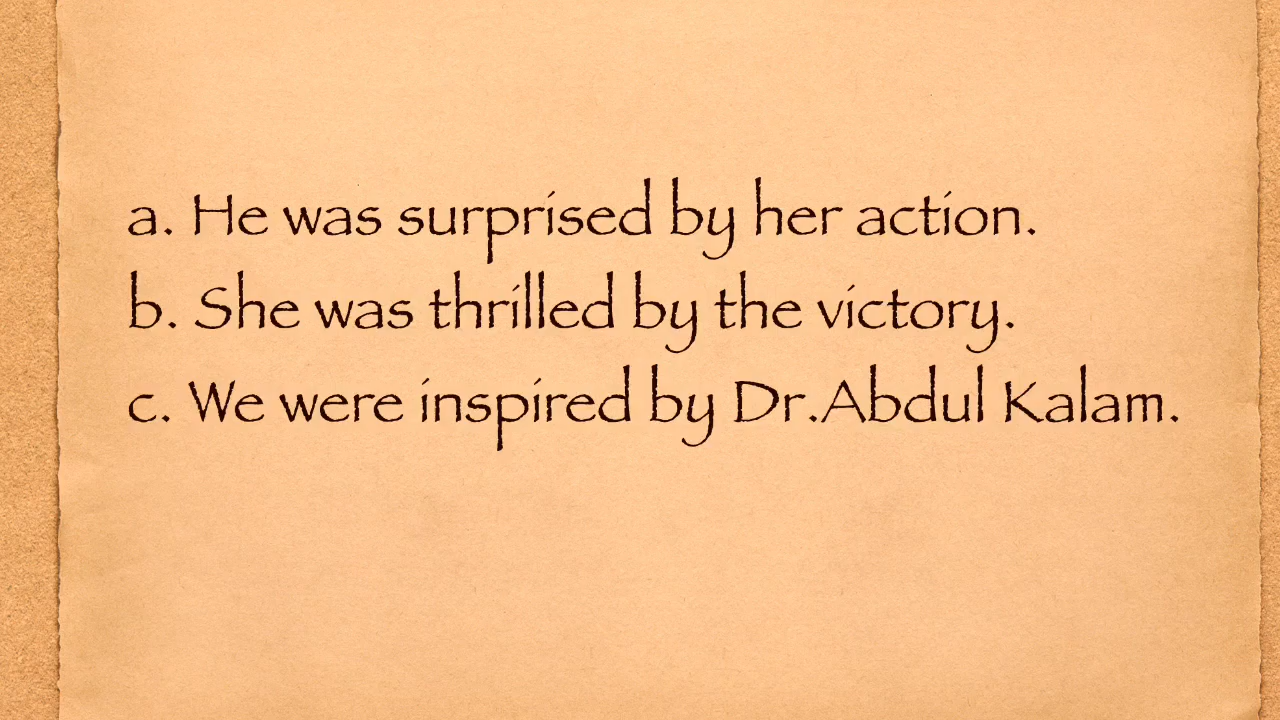 a. He was surprised by her action.
b. She was thrilled by the victory.
c. We were inspired by Dr.Abdul Kalam.